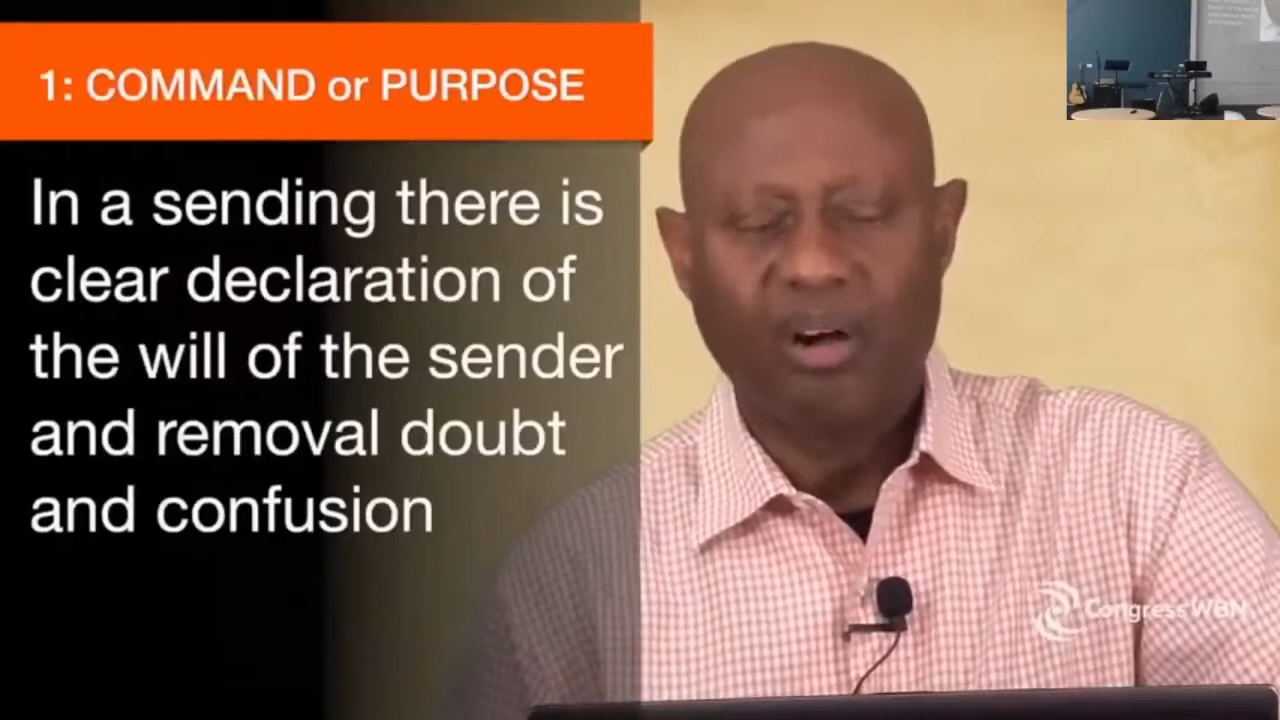 1: COMMAND or PURPOSE
In a sending there is
clear declaration of
the will of the sender
and removal doubt
and confusion
CongressWBN